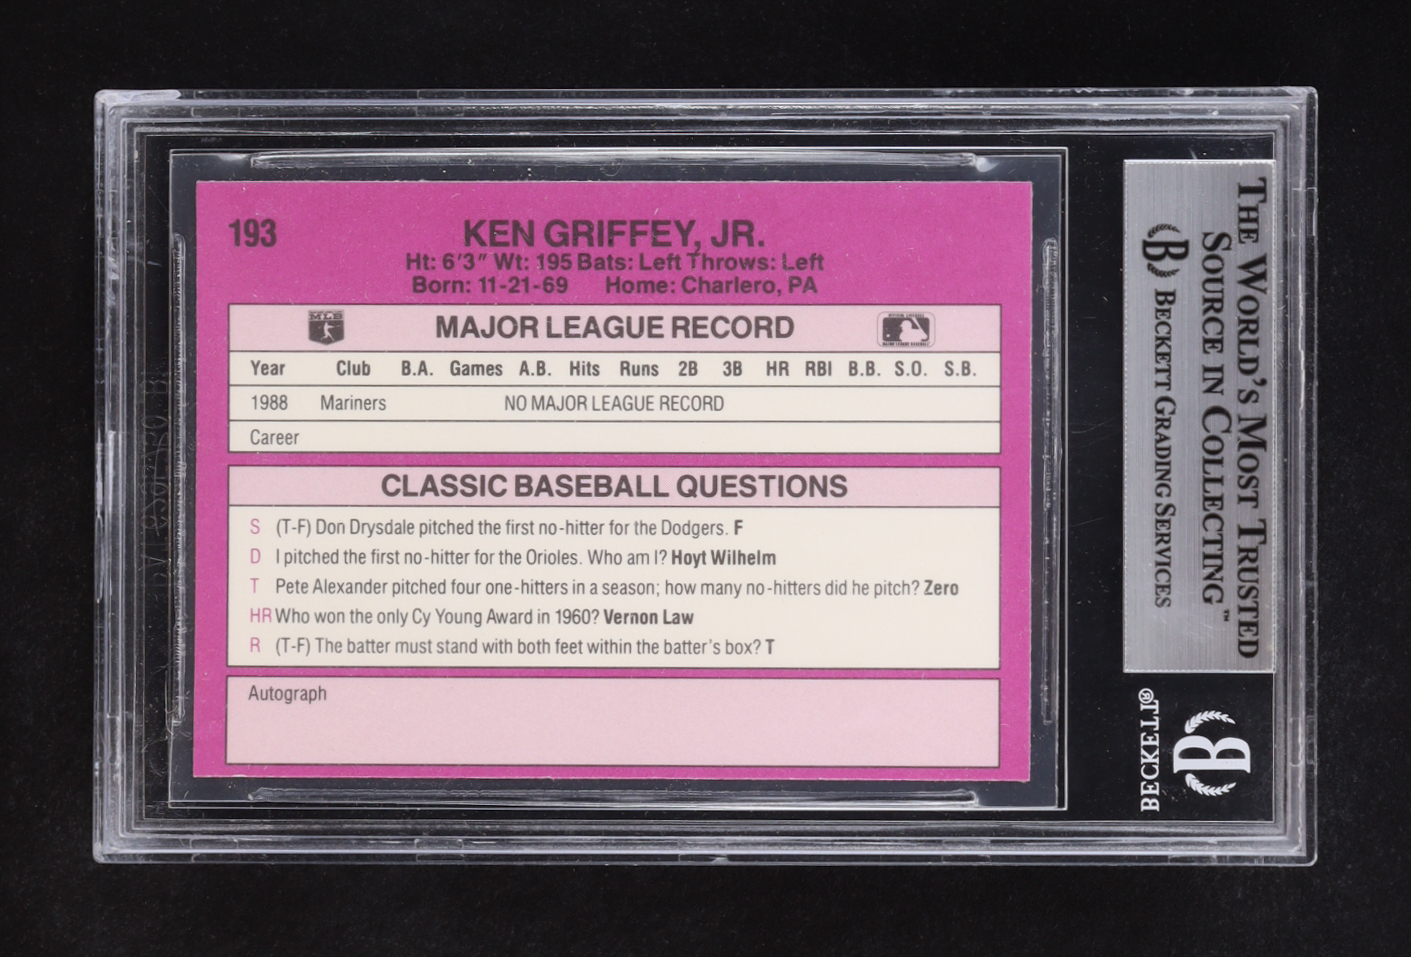 193
KEN GRIFFEY, JR.
Ht: 6'3" Wt: 195 Bats: Left Throws: Left
Born: 11-21-69 Home: Charlero, PA
MLB
MAJOR LEAGUE RECORD
Year Club B.A. Games A.B. Hits Runs 2B 3B HR RBI B.B. S.O. S.B.
1988 Mariners NO MAJOR LEAGUE RECORD
Career
CLASSIC BASEBALL QUESTIONS
S (T-F) Don Drysdale pitched the first no-hitter for the Dodgers. F
D I pitched the first no-hitter for the Orioles. Who am I? Hoyt Wilhelm
T Pete Alexander pitched four one-hitters in a season; how many no-hitters did he pitch? Zero
HR Who won the only Cy Young Award in 1960? Vernon Law
R (T-F) The batter must stand with both feet within the batter's box? T
Autograph
THE WORLD'S MOST TRUSTED
SOURCE IN COLLECTING™
B BECKETT GRADING SERVICES
B
BECKETT®